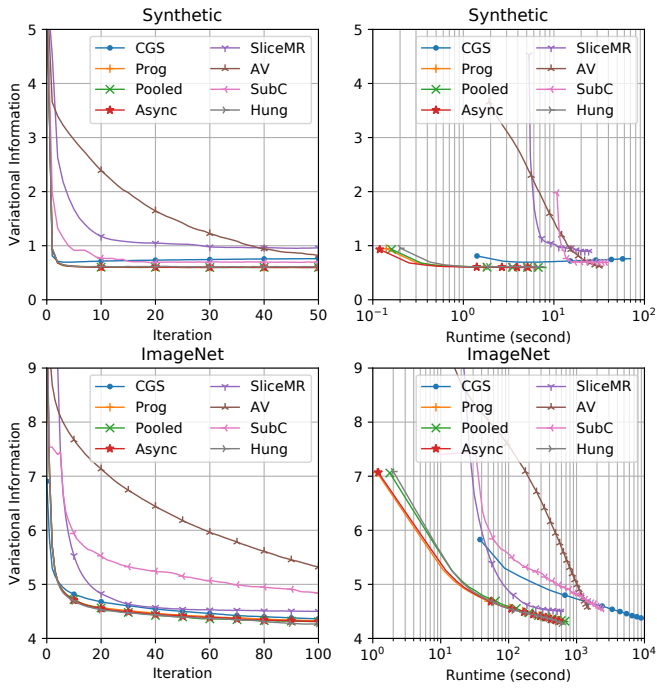 Synthetic
Variational Information
5
4
3
2
1
0
CGS
Prog
Pooled
Async
SliceMR
AV
SubC
Hung
0 10 20 30 40 50
Iteration
Synthetic
5
4
3
2
1
0
CGS
Prog
Pooled
Async
SliceMR
AV
SubC
Hung
10⁻¹ 10⁰ 10¹ 10²
Runtime (second)
ImageNet
Variational Information
9
8
7
6
5
4
CGS
Prog
Pooled
Async
SliceMR
AV
SubC
Hung
0 20 40 60 80 100
Iteration
ImageNet
9
8
7
6
5
4
CGS
Prog
Pooled
Async
SliceMR
AV
SubC
Hung
10⁰ 10¹ 10² 10³ 10⁴
Runtime (second)